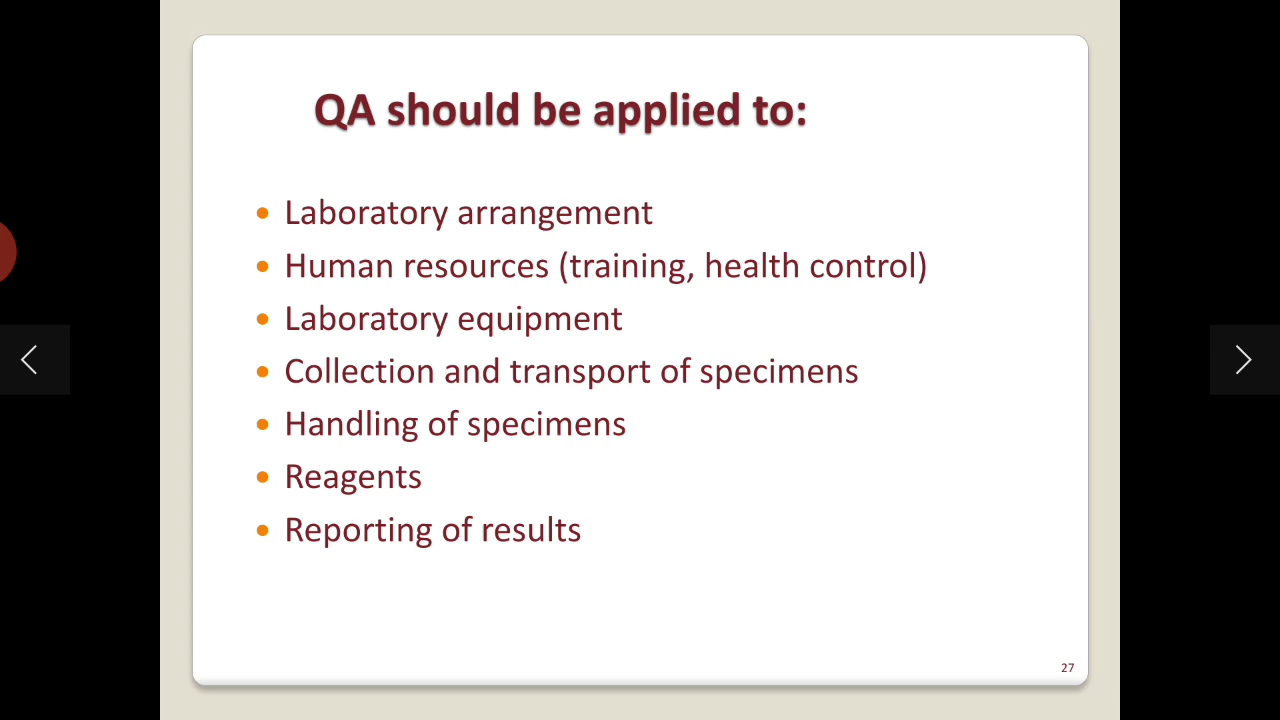 QA should be applied to:
• Laboratory arrangement
• Human resources (training, health control)
• Laboratory equipment
• Collection and transport of specimens
• Handling of specimens
• Reagents
• Reporting of results
27